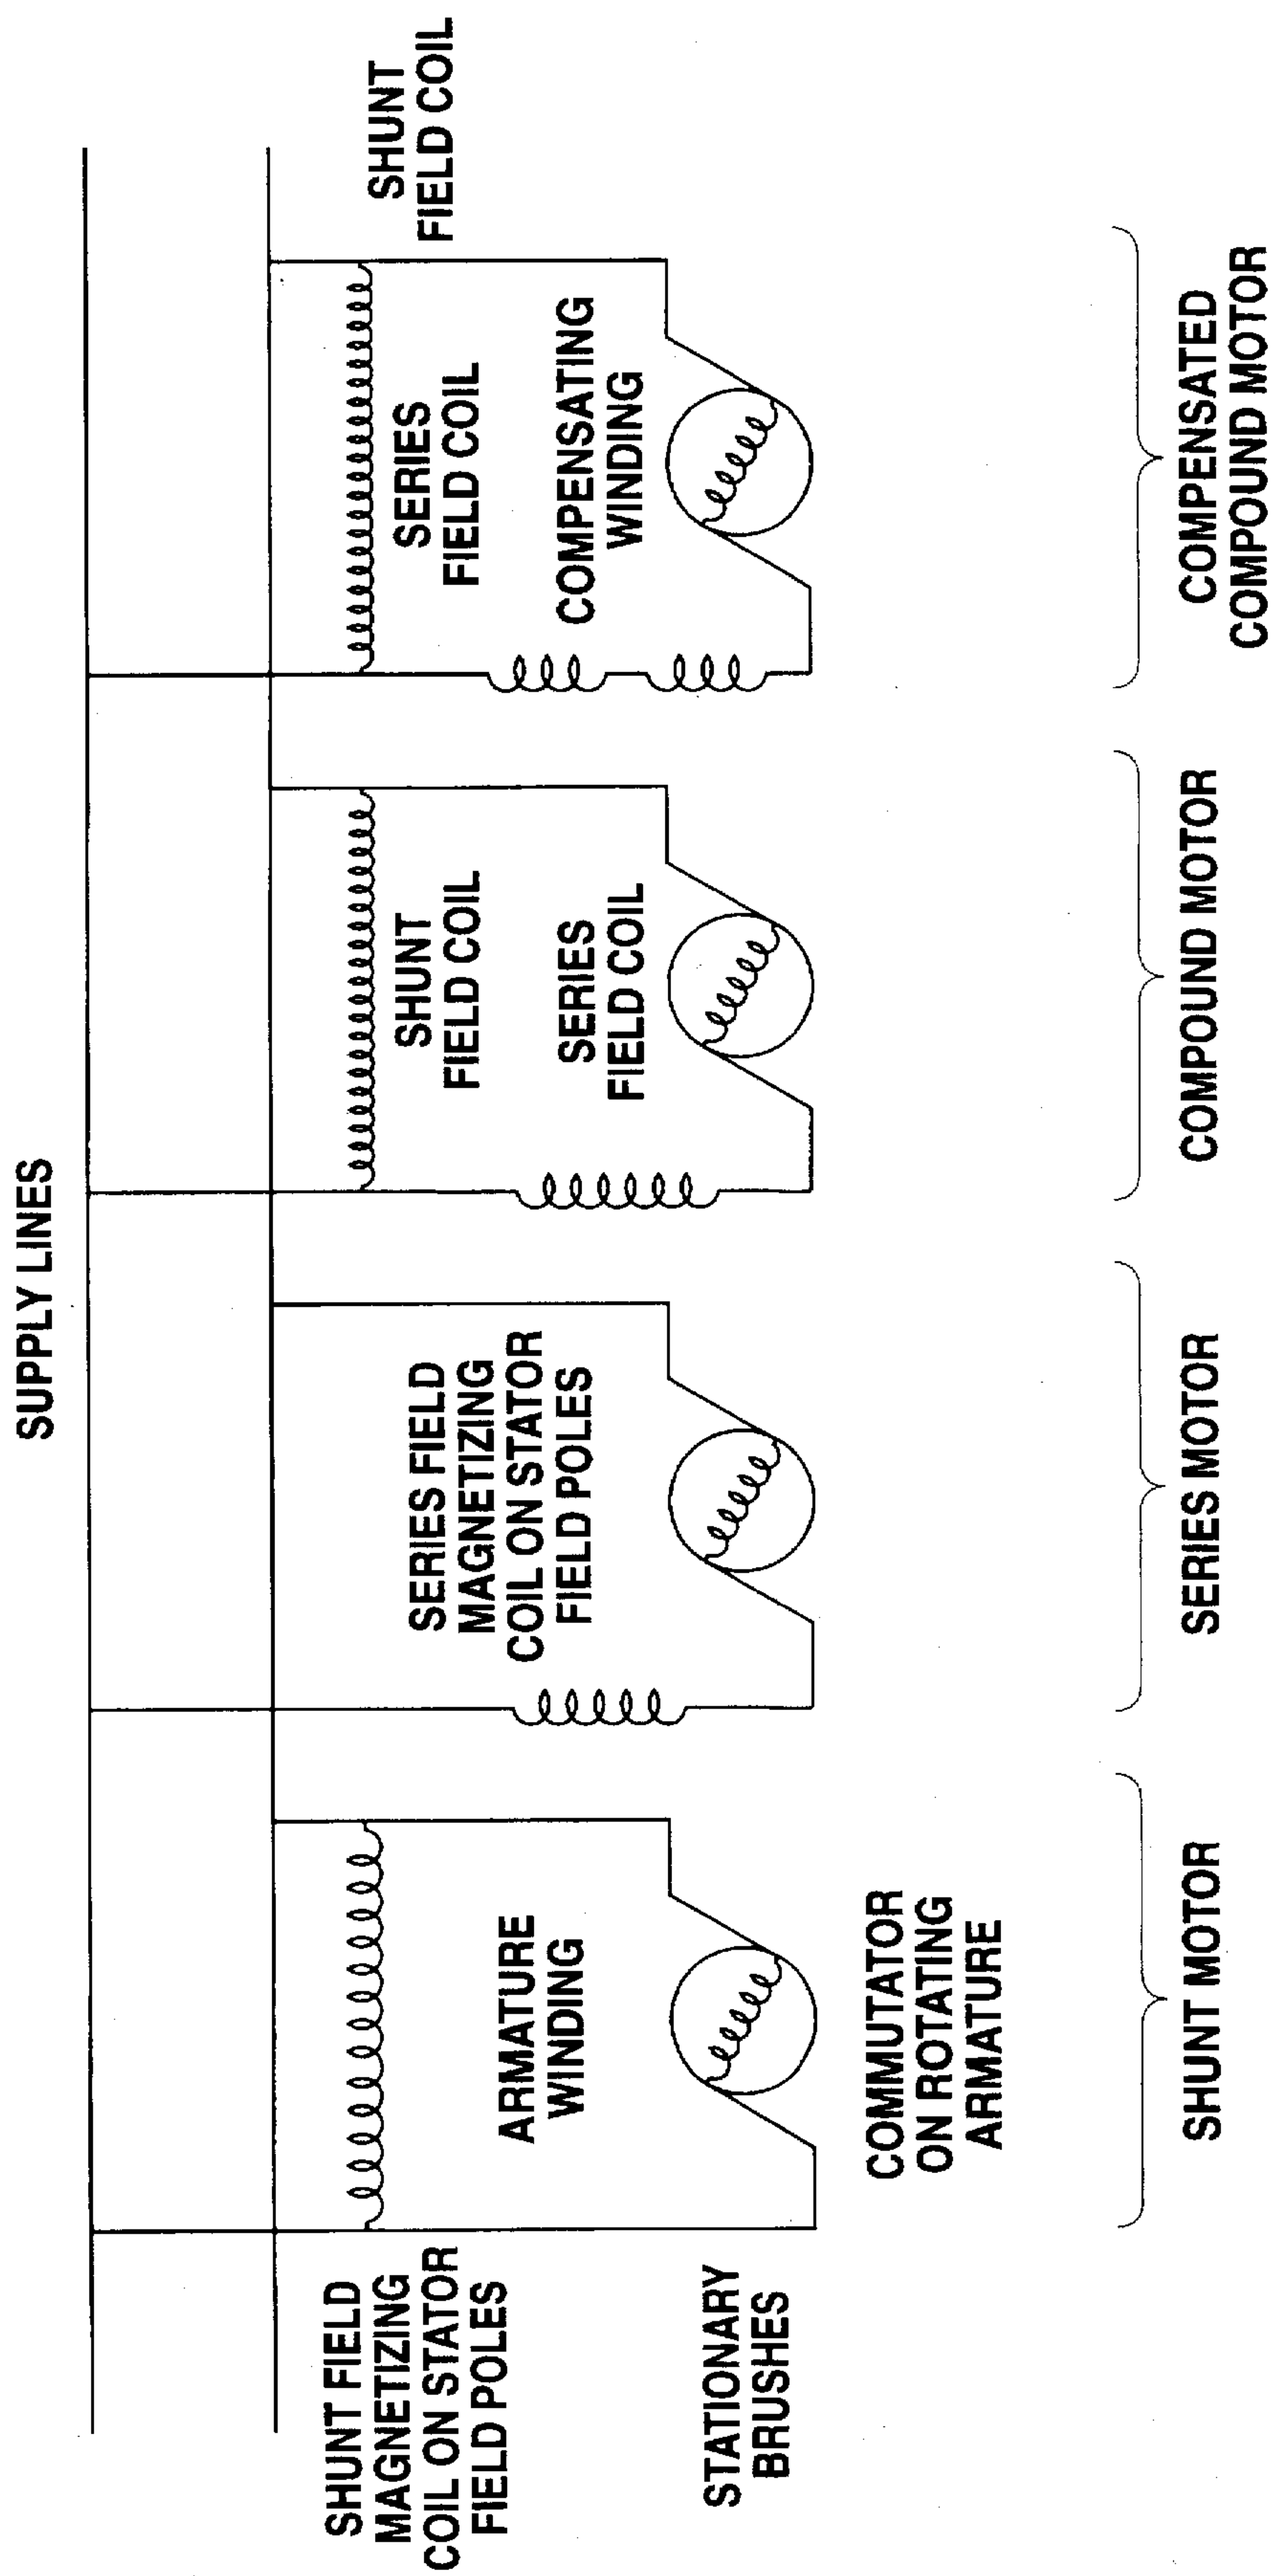 SUPPLY LINES
SHUNT FIELD
MAGNETIZING
COIL ON STATOR
FIELD POLES
STATIONARY
BRUSHES
ARMATURE
WINDING
COMMUTATOR
ON ROTATING
ARMATURE
SERIES FIELD
MAGNETIZING
COIL ON STATOR
FIELD POLES
SHUNT
FIELD COIL
SERIES
FIELD COIL
SERIES
FIELD COIL
COMPENSATING
WINDING
SHUNT
FIELD COIL
SHUNT MOTOR
SERIES MOTOR
COMPOUND MOTOR
COMPENSATED
COMPOUND MOTOR